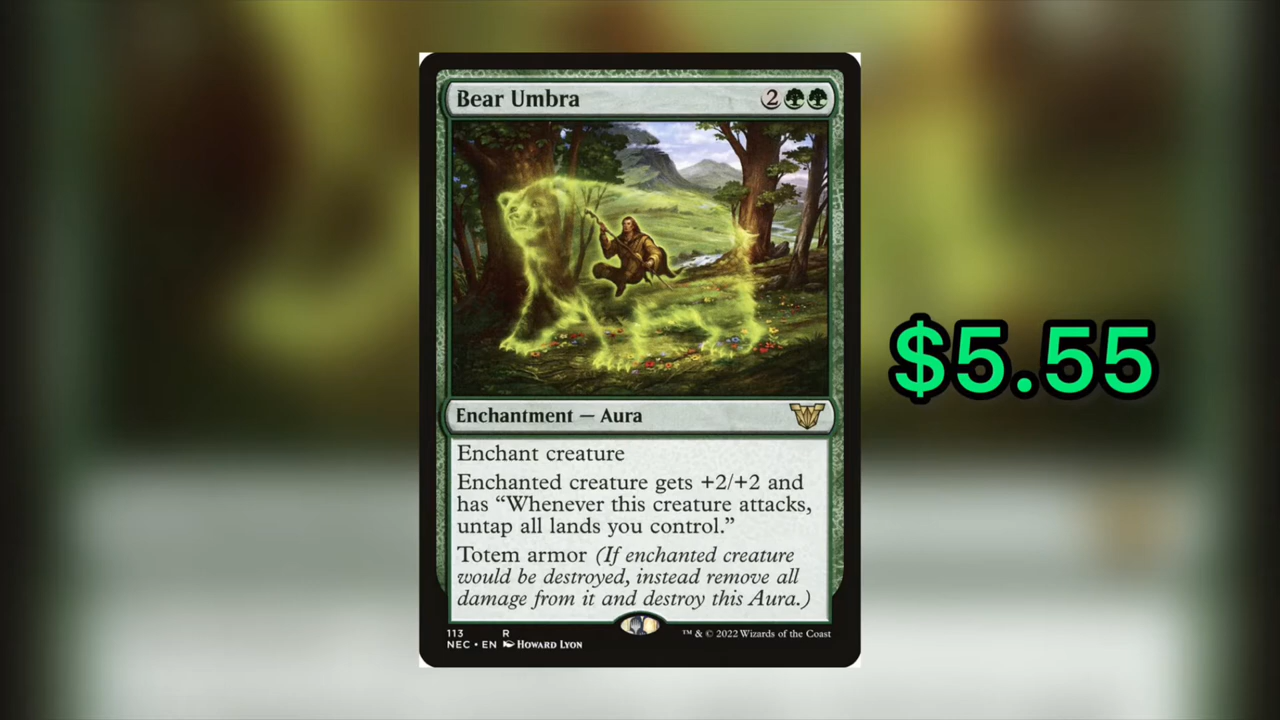 Bear Umbra 2
$5.55
Enchantment — Aura
Enchant creature
Enchanted creature gets +2/+2 and
has “Whenever this creature attacks,
untap all lands you control.”
Totem armor (If enchanted creature
would be destroyed, instead remove all
damage from it and destroy this Aura.)
113 R
NEC • EN Howard Lyon
™ & © 2022 Wizards of the Coast